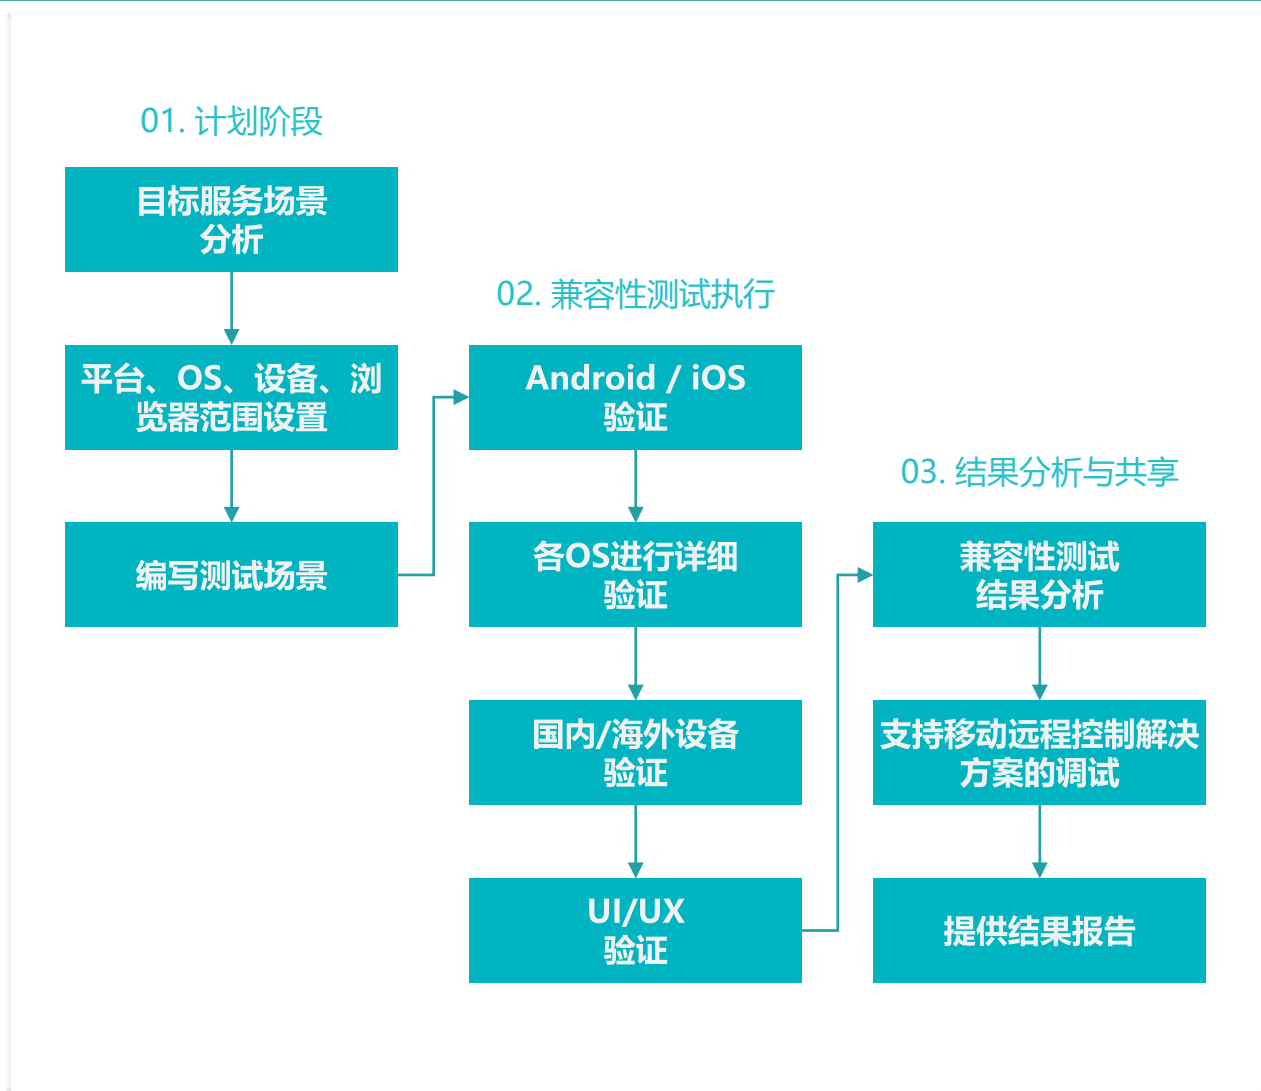 01. 计划阶段
目标服务场景
分析
平台、OS、设备、浏
览器范围设置
编写测试场景
02. 兼容性测试执行
Android / iOS
验证
各OS进行详细
验证
国内/海外设备
验证
UI/UX
验证
03. 结果分析与共享
兼容性测试
结果分析
支持移动远程控制解决
方案的调试
提供结果报告